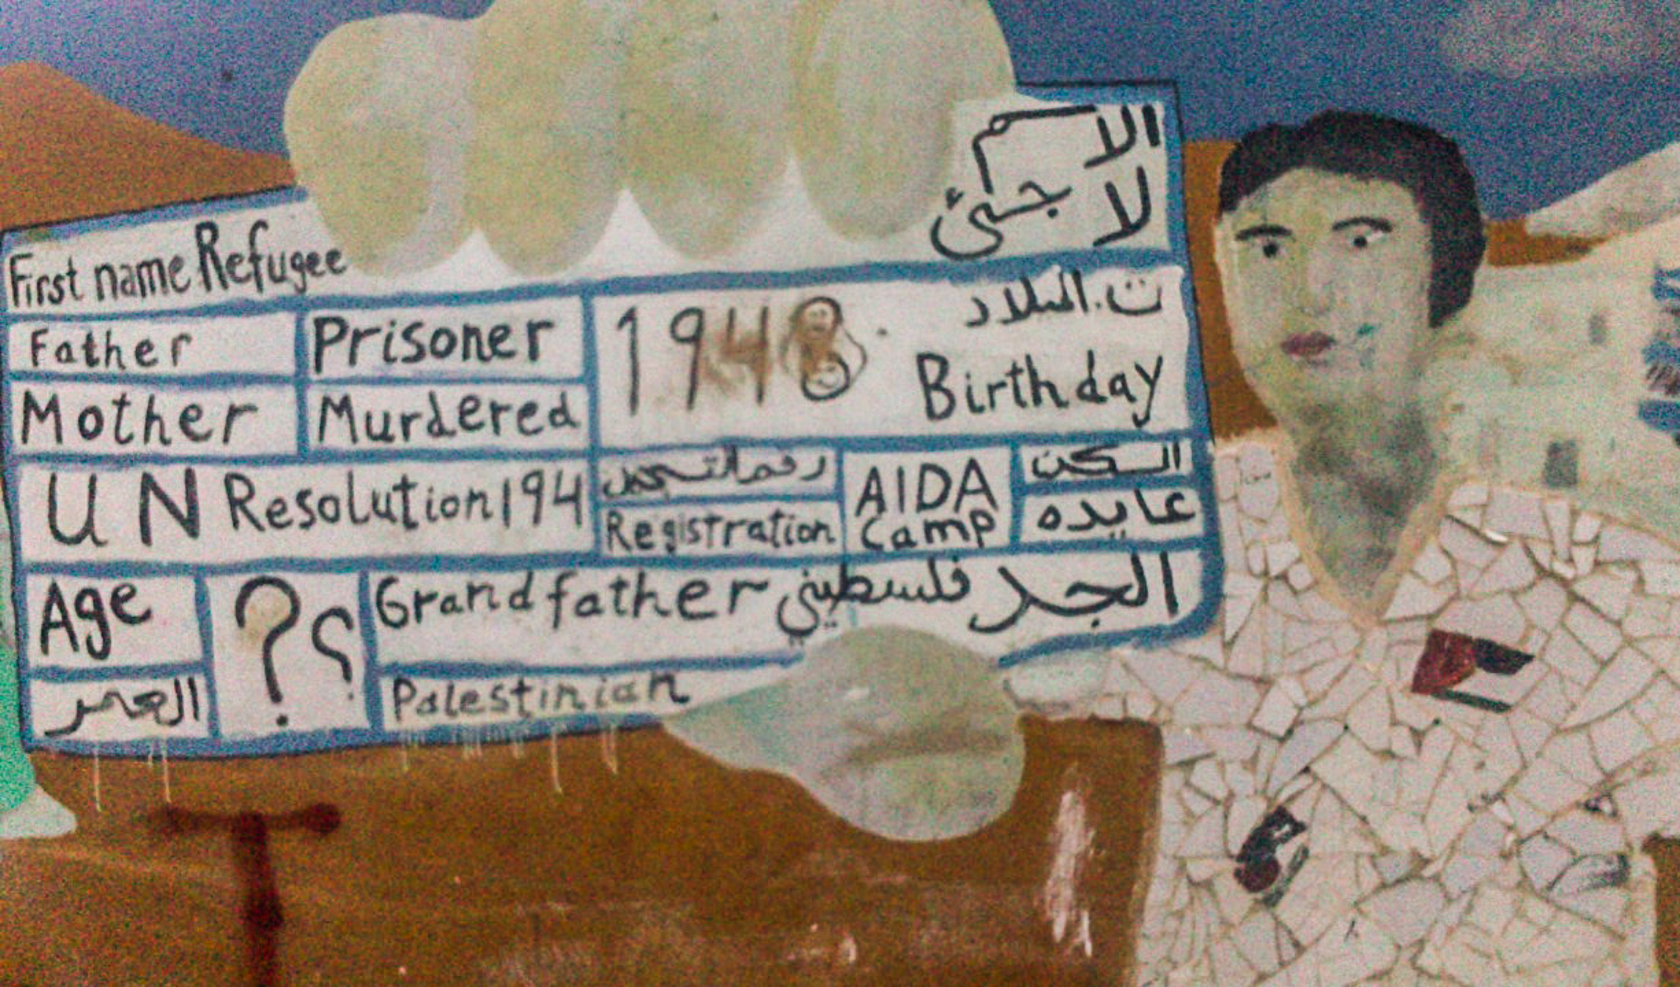 الاسم
لاجئ
First name Refugee
Father Prisoner
1948 ت.الميلاد
Mother Murdered
Birthday
UN Resolution 194
رقم التسجيل
Registration
AIDA
Camp
السكن
عايده
Age
؟ ?
Grandfather فلسطيني الجد
العمر
Palestinian